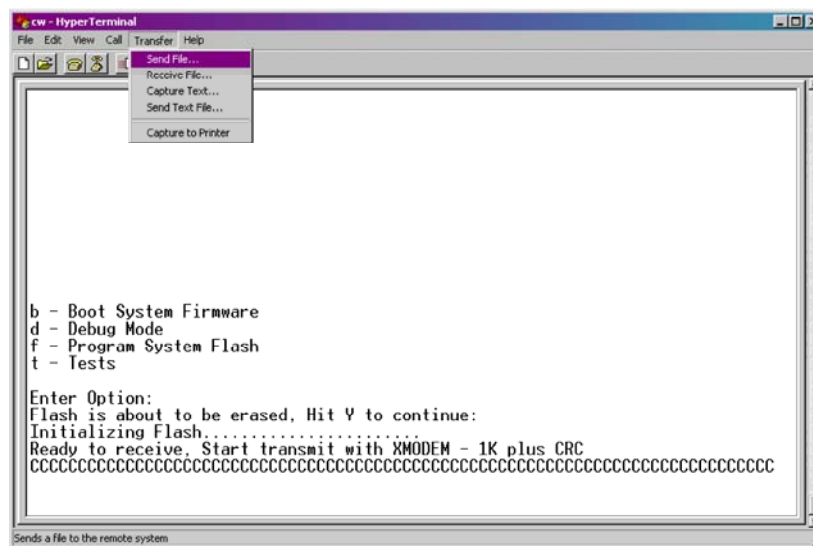 cw - HyperTerminal
File Edit View Call Transfer Help
Send File...
Receive File...
Capture Text...
Send Text File...
Capture to Printer
b - Boot System Firmware
d - Debug Mode
f - Program System Flash
t - Tests
Enter Option:
Flash is about to be erased, Hit Y to continue:
Initializing Flash.......................
Ready to receive, Start transmit with XMODEM - 1K plus CRC
CCCCCCCCCCCCCCCCCCCCCCCCCCCCCCCCCCCCCCCCCCCCCCCCCCCCCCCCCCCCCCCCCCCCCCCCCCCCCC
Sends a file to the remote system